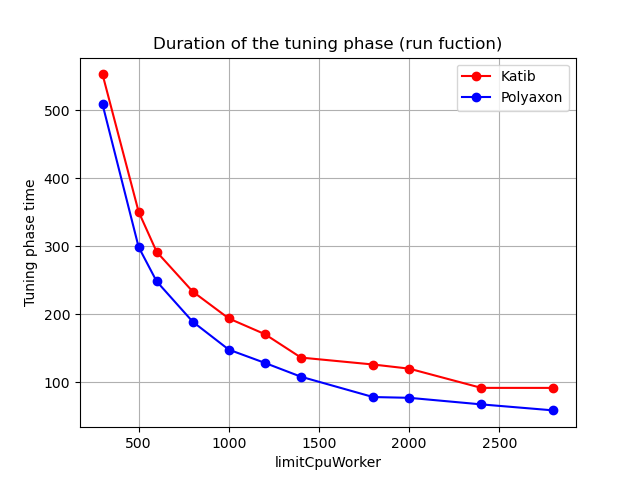 Duration of the tuning phase (run fuction)
Katib
Polyaxon
Tuning phase time
500
400
300
200
100
500
1000
1500
2000
2500
limitCpuWorker